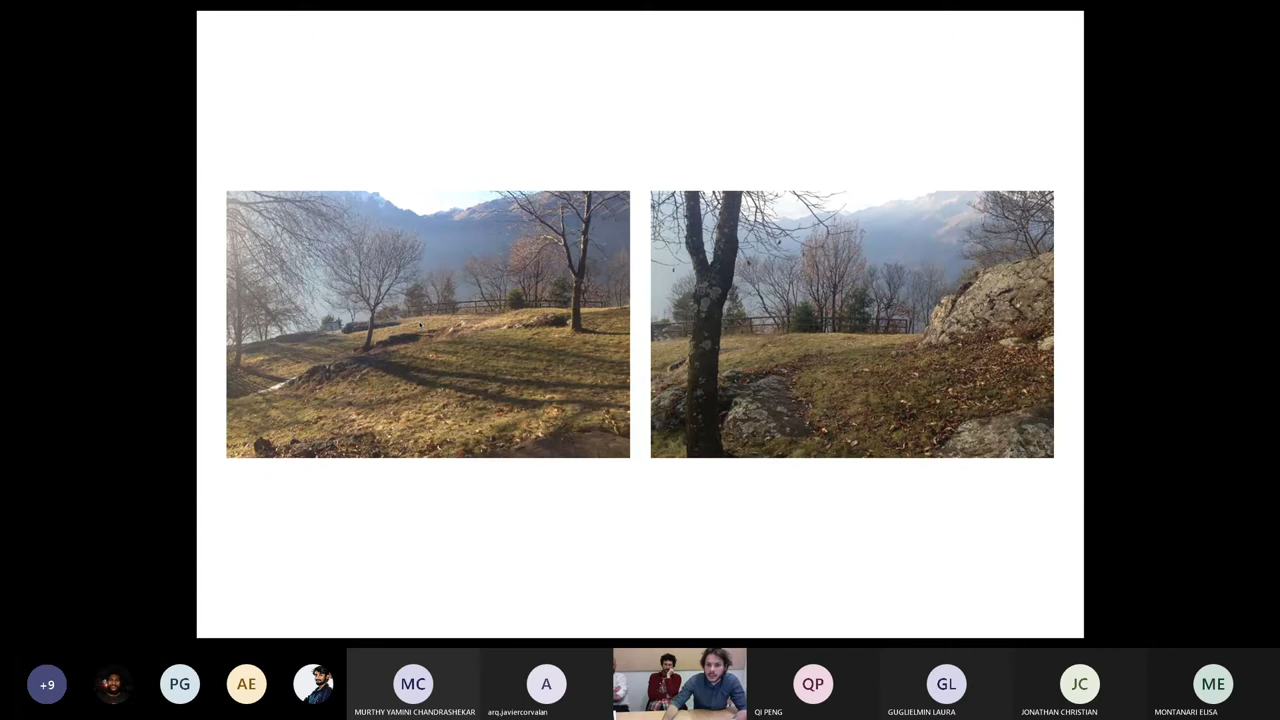 +9
PG
AE
MC
A
QP
GL
JC
ME
MURTHY YAMINI CHANDRASHEKAR
arq.javiercorvalan
QI PENG
GUGLIELMIN LAURA
JONATHAN CHRISTIAN
MONTANARI ELISA